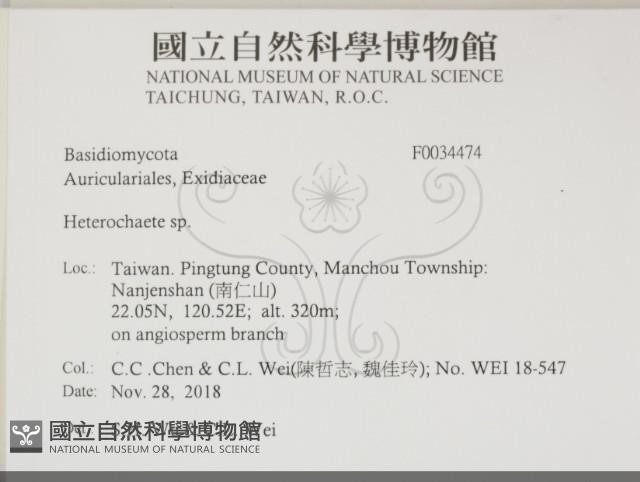 國立自然科學博物館
NATIONAL MUSEUM OF NATURAL SCIENCE
TAICHUNG, TAIWAN, R.O.C.
Basidiomycota F0034474
Auriculariales, Exidiaceae
Heterochaete sp.
Loc.: Taiwan. Pingtung County, Manchou Township:
Nanjenshan (南仁山)
22.05N, 120.52E; alt. 320m;
on angiosperm branch
Col.: C.C .Chen & C.L. Wei(陳哲志, 魏佳玲); No. WEI 18-547
Date: Nov. 28, 2018
Wei
國立自然科學博物館
NATIONAL MUSEUM OF NATURAL SCIENCE